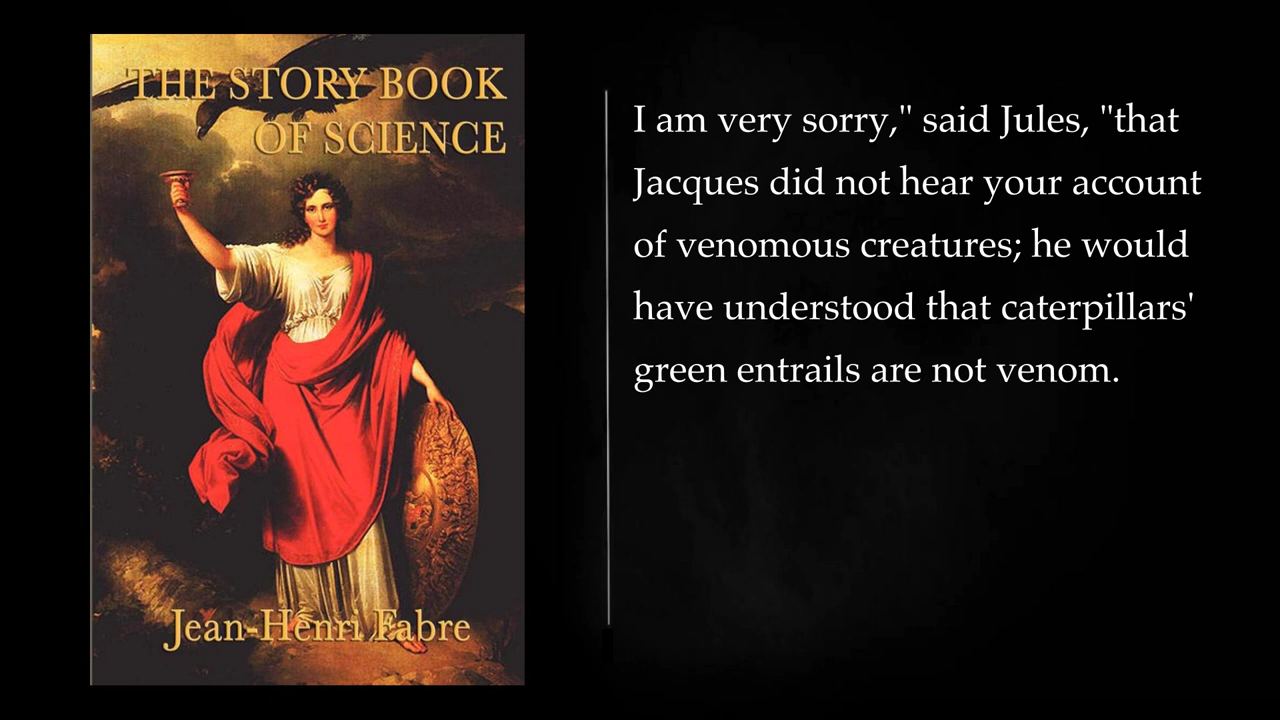 THE STORY BOOK
OF SCIENCE
Jean-Henri Fabre
I am very sorry," said Jules, "that
Jacques did not hear your account
of venomous creatures; he would
have understood that caterpillars'
green entrails are not venom.